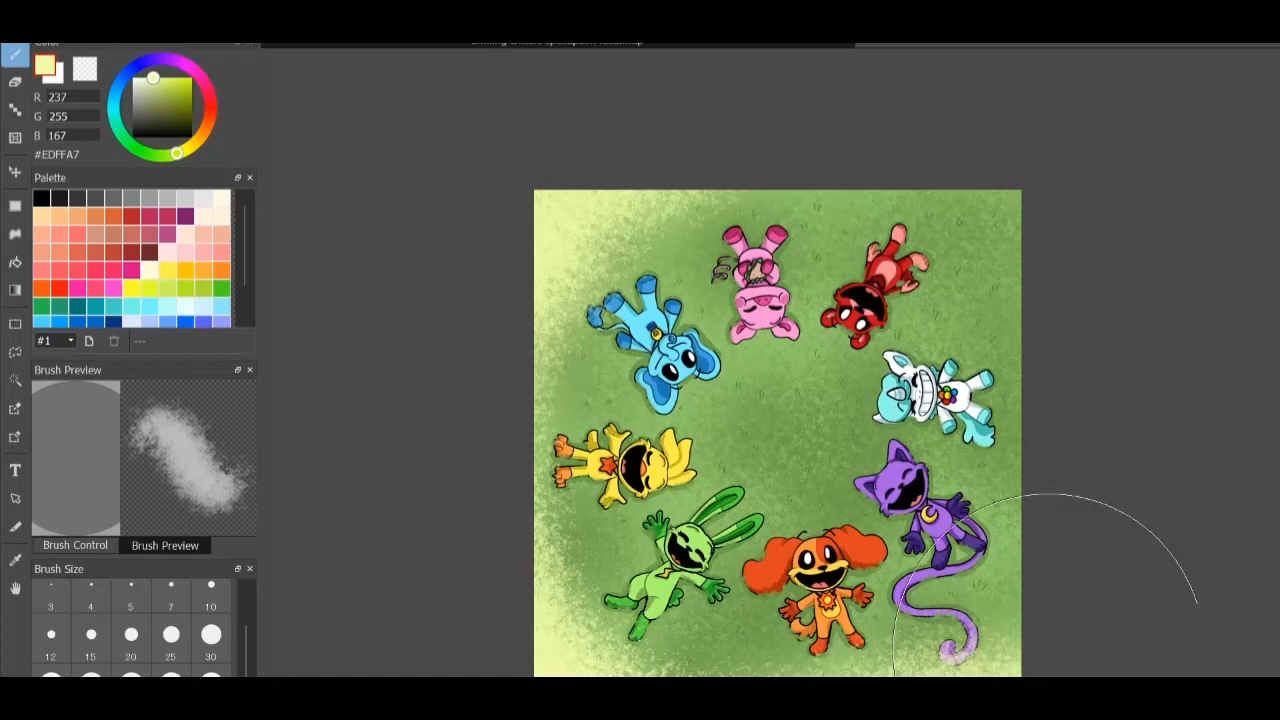 Color
R 237
G 255
B 167
#EDFFA7
Palette
#1
---
Brush Preview
Brush Control
Brush Preview
Brush Size
3 4 5 7 10
12 15 20 25 30
T